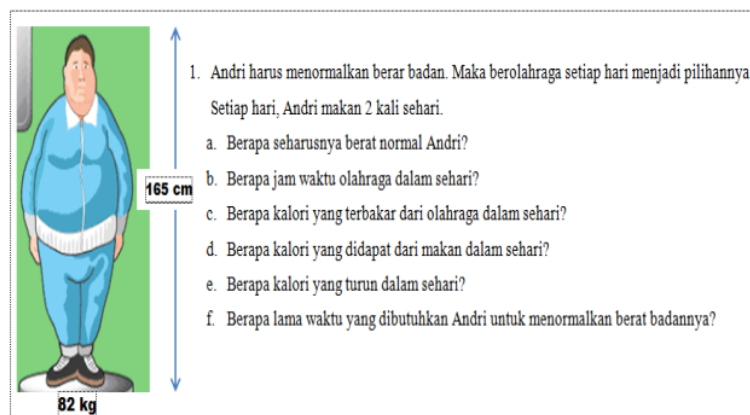 1. Andri harus menormalkan berar badan. Maka berolahraga setiap hari menjadi pilihannya
Setiap hari, Andri makan 2 kali sehari.
a. Berapa seharusnya berat normal Andri?
b. Berapa jam waktu olahraga dalam sehari?
c. Berapa kalori yang terbakar dari olahraga dalam sehari?
d. Berapa kalori yang didapat dari makan dalam sehari?
e. Berapa kalori yang turun dalam sehari?
f. Berapa lama waktu yang dibutuhkan Andri untuk menormalkan berat badannya?
165 cm
82 kg